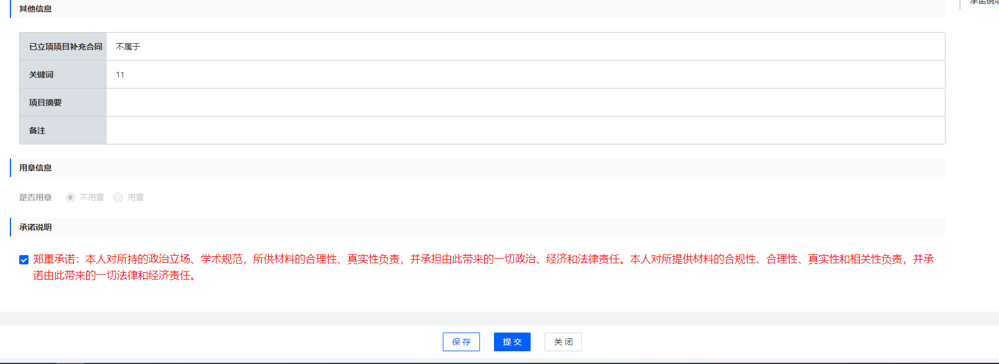 承诺说明
其他信息
已立项项目补充合同 不属于
关键词 11
项目摘要
备注
用章信息
是否用章 不用章 用章
承诺说明
郑重承诺：本人对所持的政治立场、学术规范，所供材料的合理性、真实性负责，并承担由此带来的一切政治、经济和法律责任。本人对所提供材料的合规性、合理性、真实性和相关性负责，并承
诺由此带来的一切法律和经济责任。
保存 提交 关闭